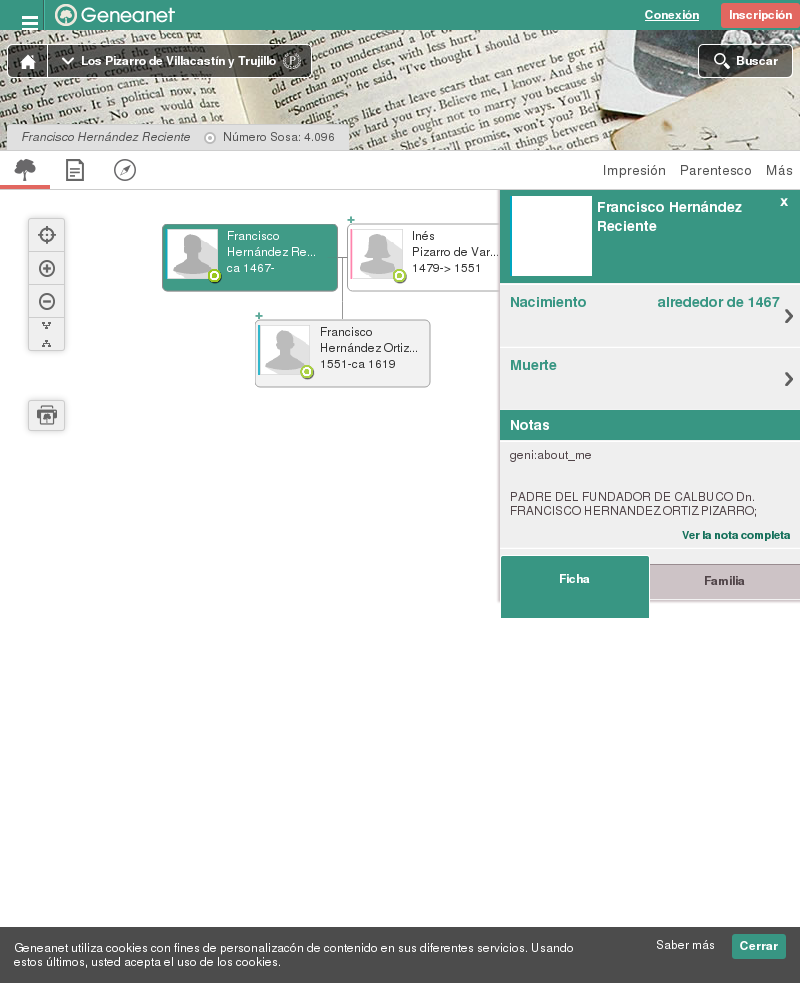 Geneanet
Conexión
Inscripción
Los Pizarro de Villacastín y Trujillo
Buscar
Francisco Hernández Reciente
Número Sosa: 4.096
Impresión
Parentesco
Más
Francisco
Hernández Re...
ca 1467-
Inés
Pizarro de Var...
1479-> 1551
Francisco
Hernández Ortiz...
1551-ca 1619
Francisco Hernández
Reciente
x
Nacimiento
alrededor de 1467
Muerte
Notas
geni:about_me
PADRE DEL FUNDADOR DE CALBUCO Dn.
FRANCISCO HERNANDEZ ORTIZ PIZARRO;
Ver la nota completa
Ficha
Familia
Geneanet utiliza cookies con fines de personalizacón de contenido en sus diferentes servicios. Usando
estos últimos, usted acepta el uso de los cookies.
Saber más
Cerrar